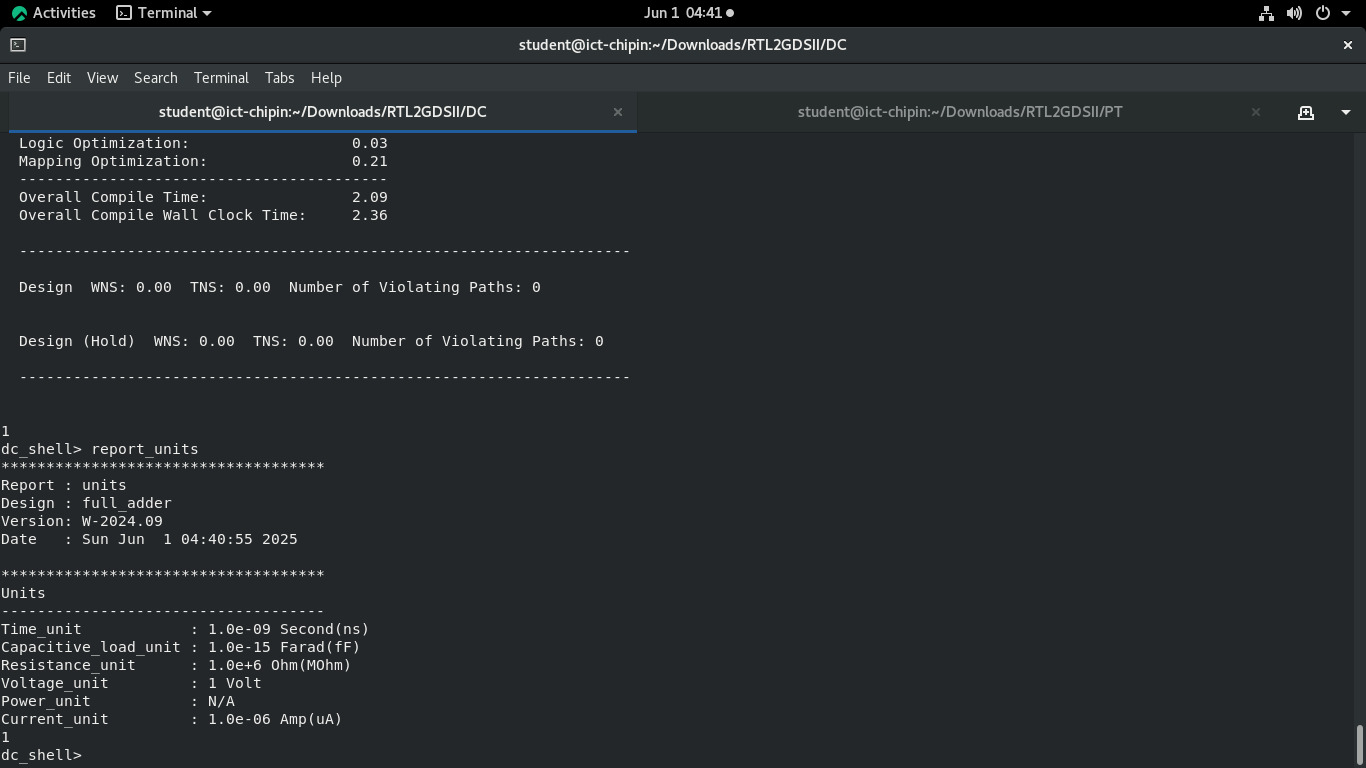 Activities Terminal Jun 1 04:41
student@ict-chipin:~/Downloads/RTL2GDSII/DC
File Edit View Search Terminal Tabs Help
student@ict-chipin:~/Downloads/RTL2GDSII/DC student@ict-chipin:~/Downloads/RTL2GDSII/PT
Logic Optimization: 0.03
Mapping Optimization: 0.21
-----------------------------------------
Overall Compile Time: 2.09
Overall Compile Wall Clock Time: 2.36
--------------------------------------------------------------------
Design WNS: 0.00 TNS: 0.00 Number of Violating Paths: 0
Design (Hold) WNS: 0.00 TNS: 0.00 Number of Violating Paths: 0
--------------------------------------------------------------------
1
dc_shell> report_units
************************************
Report : units
Design : full_adder
Version: W-2024.09
Date : Sun Jun 1 04:40:55 2025
************************************
Units
------------------------------------
Time_unit : 1.0e-09 Second(ns)
Capacitive_load_unit : 1.0e-15 Farad(fF)
Resistance_unit : 1.0e+6 Ohm(MOhm)
Voltage_unit : 1 Volt
Power_unit : N/A
Current_unit : 1.0e-06 Amp(uA)
1
dc_shell>